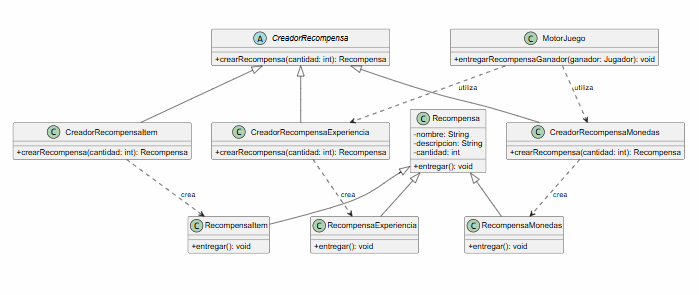 A CreadorRecompensa
+crearRecompensa(cantidad: int): Recompensa
C MotorJuego
+entregarRecompensaGanador(ganador: Jugador): void
utiliza
utiliza
C CreadorRecompensaItem
+crearRecompensa(cantidad: int): Recompensa
C CreadorRecompensaExperiencia
+crearRecompensa(cantidad: int): Recompensa
C Recompensa
-nombre: String
-descripcion: String
-cantidad: int
+entregar(): void
C CreadorRecompensaMonedas
+crearRecompensa(cantidad: int): Recompensa
crea
crea
crea
C RecompensaItem
+entregar(): void
C RecompensaExperiencia
+entregar(): void
C RecompensaMonedas
+entregar(): void